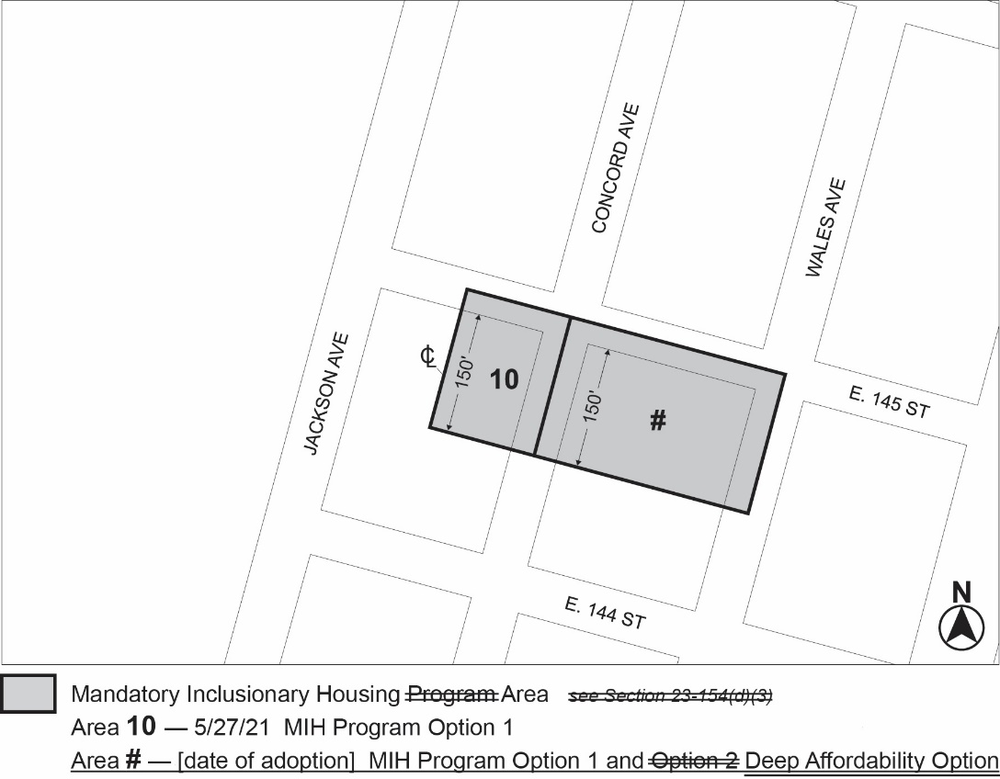 CONCORD AVE
WALES AVE
JACKSON AVE
℄
150'
10
150'
#
E. 145 ST
E. 144 ST
N
Mandatory Inclusionary Housing Program Area see Section 23-154(d)(3)
Area 10 — 5/27/21 MIH Program Option 1
Area # — [date of adoption] MIH Program Option 1 and Option 2 Deep Affordability Option